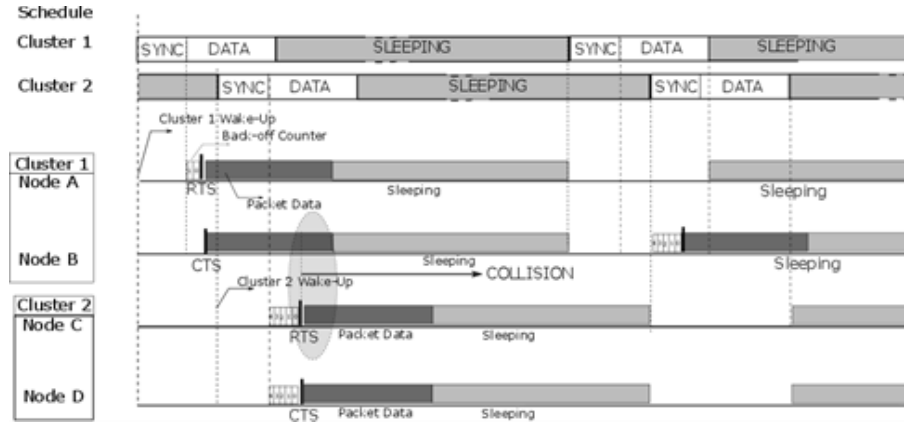 Schedule
Cluster 1 SYNC DATA SLEEPING SYNC DATA SLEEPING
Cluster 2 SYNC DATA SLEEPING SYNC DATA
Cluster 1 Wake-Up
Back-off Counter
Cluster 1
Node A RTS Sleeping Sleeping
Packet Data
Node B CTS Sleeping Sleeping
COLLISION
Cluster 2 Wake-Up
Cluster 2
Node C RTS Packet Data Sleeping
Node D CTS Packet Data Sleeping